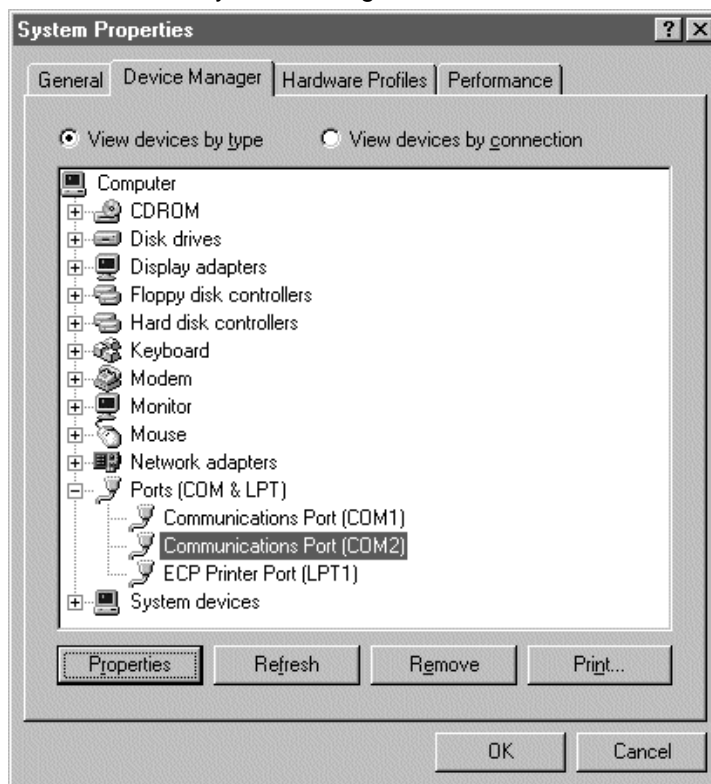 System Properties ? X
General Device Manager Hardware Profiles Performance
View devices by type View devices by connection
Computer
CDROM
Disk drives
Display adapters
Floppy disk controllers
Hard disk controllers
Keyboard
Modem
Monitor
Mouse
Network adapters
Ports (COM & LPT)
Communications Port (COM1)
Communications Port (COM2)
ECP Printer Port (LPT1)
System devices
Properties Refresh Remove Print...
OK Cancel